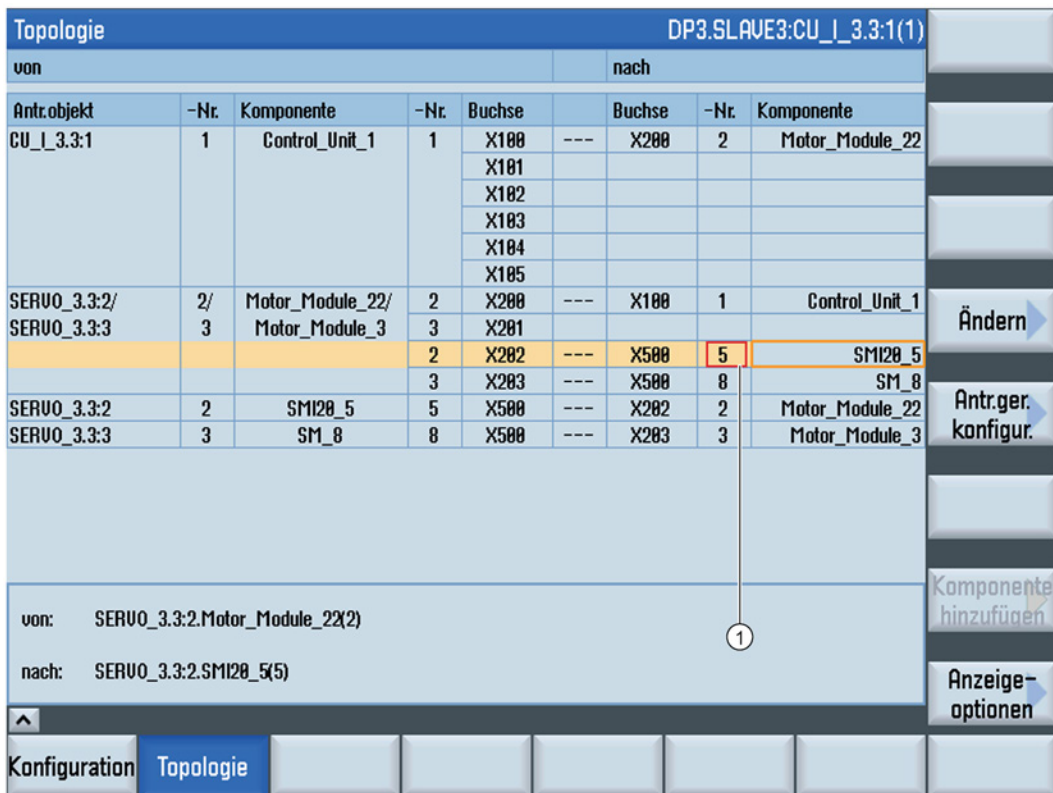 Topologie DP3.SLAVE3:CU_I_3.3:1(1)
von nach
Antr.objekt -Nr. Komponente -Nr. Buchse Buchse -Nr. Komponente
CU_I_3.3:1 1 Control_Unit_1 1 X100 --- X200 2 Motor_Module_22
X101
X102
X103
X104
X105
SERVO_3.3:2/ 2/ Motor_Module_22/ 2 X200 --- X100 1 Control_Unit_1
SERVO_3.3:3 3 Motor_Module_3 3 X201
2 X202 --- X500 5 SMI20_5
3 X203 --- X500 8 SM_8
SERVO_3.3:2 2 SMI20_5 5 X500 --- X202 2 Motor_Module_22
SERVO_3.3:3 3 SM_8 8 X500 --- X203 3 Motor_Module_3
von: SERVO_3.3:2.Motor_Module_22(2)
nach: SERVO_3.3:2.SMI20_5(5)
1
Ändern
Antr.ger.
konfigur.
Komponente
hinzufügen
Anzeige-
optionen
Konfiguration Topologie